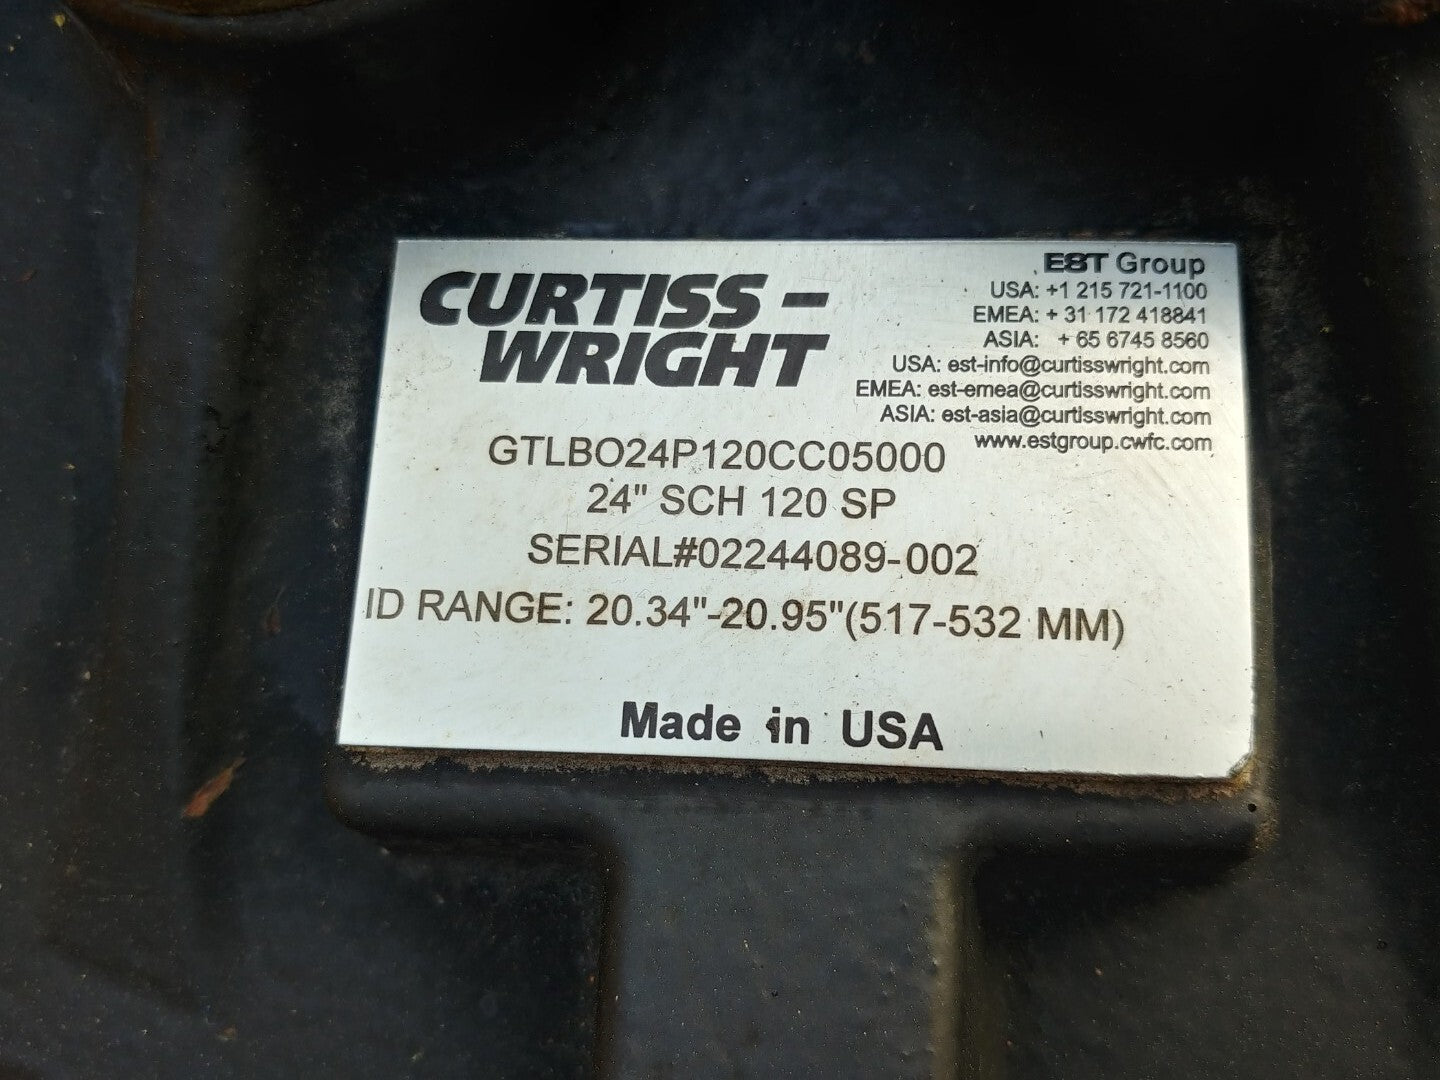 CURTISS-
WRIGHT
EST Group
USA: +1 215 721-1100
EMEA: + 31 172 418841
ASIA: + 65 6745 8560
USA: est-info@curtisswright.com
EMEA: est-emea@curtisswright.com
ASIA: est-asia@curtisswright.com
www.estgroup.cwfc.com
GTLBO24P120CC05000
24" SCH 120 SP
SERIAL#02244089-002
ID RANGE: 20.34"-20.95"(517-532 MM)
Made in USA